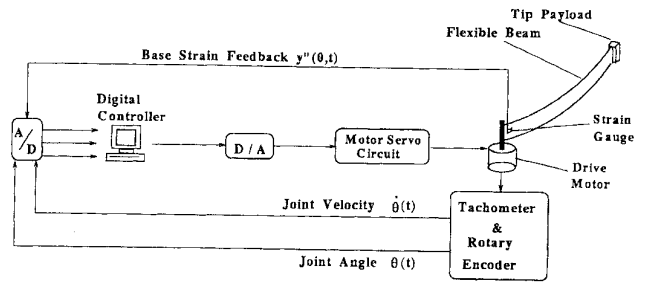 Tip Payload
Flexible Beam
Base Strain Feedback y"(0,t)
Digital
Controller
A/D
D / A
Motor Servo
Circuit
Strain
Gauge
Drive
Motor
Joint Velocity θ̇(t)
Tachometer
&
Rotary
Encoder
Joint Angle θ(t)